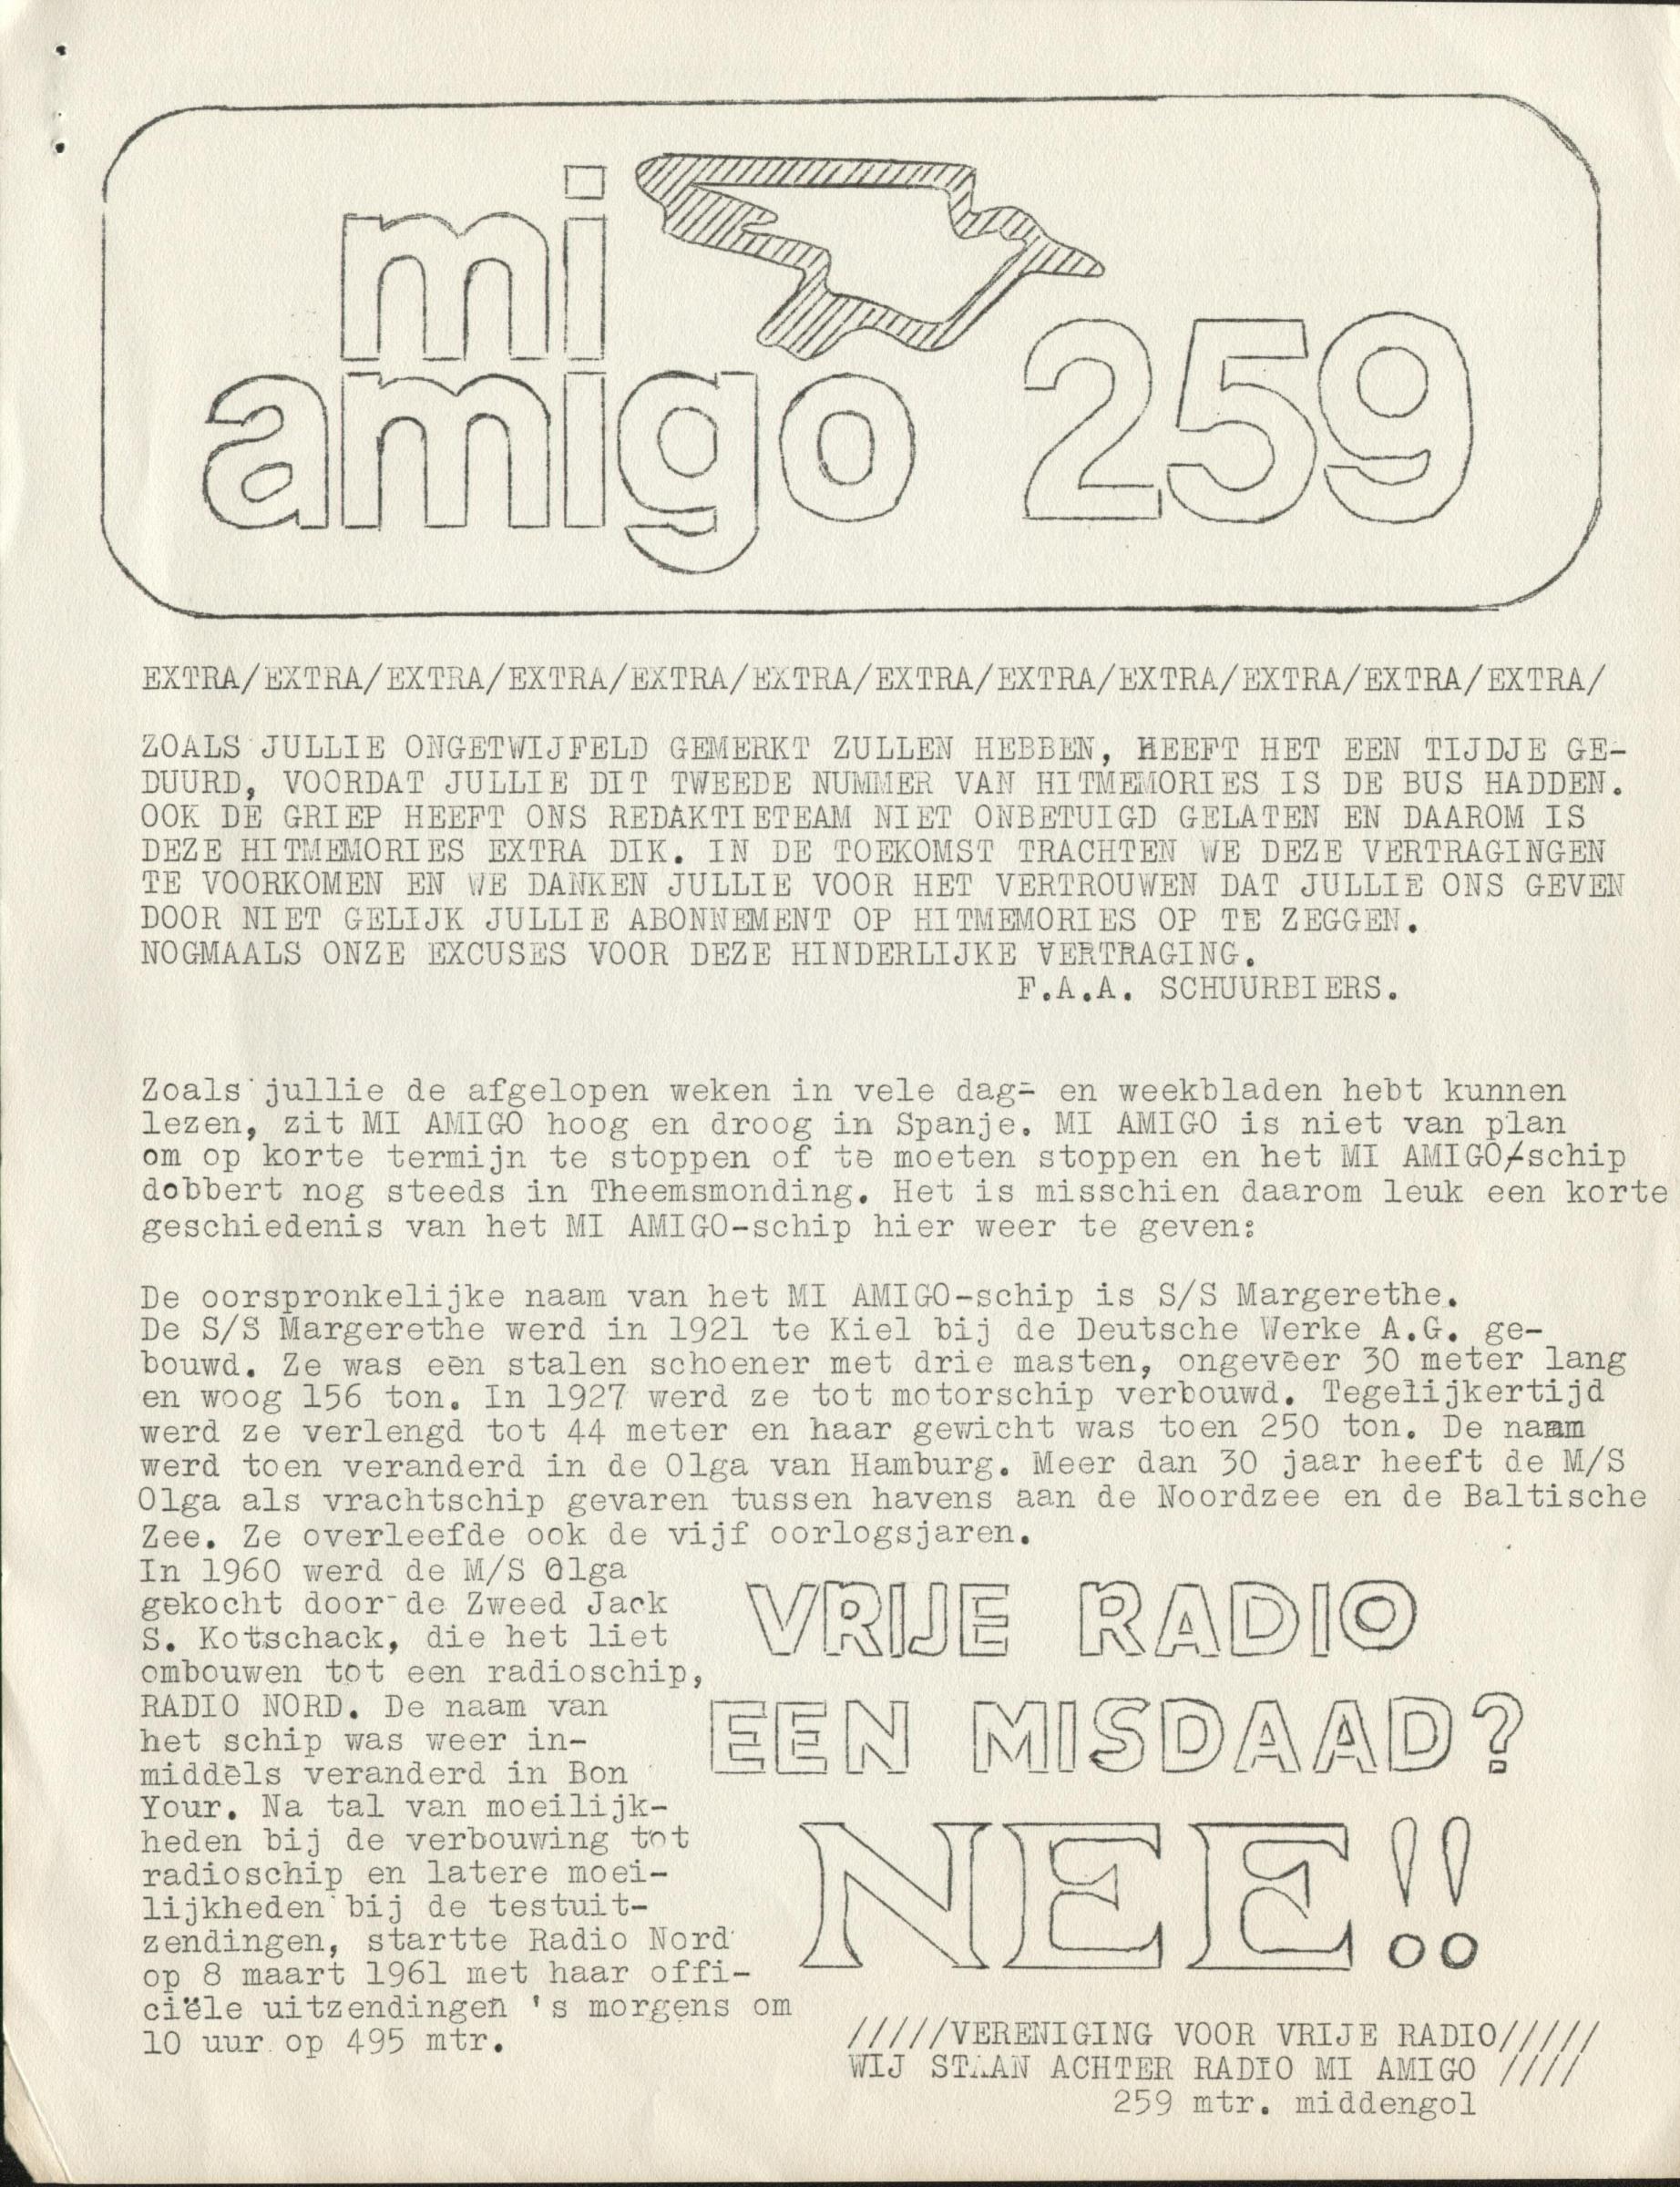 mi
amigo 259
EXTRA/EXTRA/EXTRA/EXTRA/EXTRA/EXTRA/EXTRA/EXTRA/EXTRA/EXTRA/EXTRA/EXTRA/
ZOALS JULLIE ONGETWIJFELD GEMERKT ZULLEN HEBBEN, HEEFT HET EEN TIJDJE GE-
DUURD, VOORDAT JULLIE DIT TWEEDE NUMMER VAN HITMEMORIES IS DE BUS HADDEN.
OOK DE GRIEP HEEFT ONS REDAKTIETEAM NIET ONBETUIGD GELATEN EN DAAROM IS
DEZE HITMEMORIES EXTRA DIK. IN DE TOEKOMST TRACHTEN WE DEZE VERTRAGINGEN
TE VOORKOMEN EN WE DANKEN JULLIE VOOR HET VERTROUWEN DAT JULLIE ONS GEVEN
DOOR NIET GELIJK JULLIE ABONNEMENT OP HITMEMORIES OP TE ZEGGEN.
NOGMAALS ONZE EXCUSES VOOR DEZE HINDERLIJKE VERTRAGING.
F.A.A. SCHUURBIERS.
Zoals jullie de afgelopen weken in vele dag- en weekbladen hebt kunnen
lezen, zit MI AMIGO hoog en droog in Spanje. MI AMIGO is niet van plan
om op korte termijn te stoppen of te moeten stoppen en het MI AMIGO-schip
dobbert nog steeds in Theemsmonding. Het is misschien daarom leuk een korte
geschiedenis van het MI AMIGO-schip hier weer te geven:
De oorspronkelijke naam van het MI AMIGO-schip is S/S Margerethe.
De S/S Margerethe werd in 1921 te Kiel bij de Deutsche Werke A.G. ge-
bouwd. Ze was een stalen schoener met drie masten, ongeveer 30 meter lang
en woog 156 ton. In 1927 werd ze tot motorschip verbouwd. Tegelijkertijd
werd ze verlengd tot 44 meter en haar gewicht was toen 250 ton. De naam
werd toen veranderd in de Olga van Hamburg. Meer dan 30 jaar heeft de M/S
Olga als vrachtschip gevaren tussen havens aan de Noordzee en de Baltische
Zee. Ze overleefde ook de vijf oorlogsjaren.
In 1960 werd de M/S Olga
gekocht door de Zweed Jack
S. Kotschack, die het liet
ombouwen tot een radioschip,
RADIO NORD. De naam van
het schip was weer in-
middels veranderd in Bon
Your. Na tal van moeilijk-
heden bij de verbouwing tot
radioschip en latere moei-
lijkheden bij de testuit-
zendingen, startte Radio Nord
op 8 maart 1961 met haar offi-
ciële uitzendingen 's morgens om
10 uur op 495 mtr.
VRIJE RADIO
EEN MISDAAD?
NEE!!
/////VERENIGING VOOR VRIJE RADIO/////
WIJ STAAN ACHTER RADIO MI AMIGO ////
259 mtr. middengol